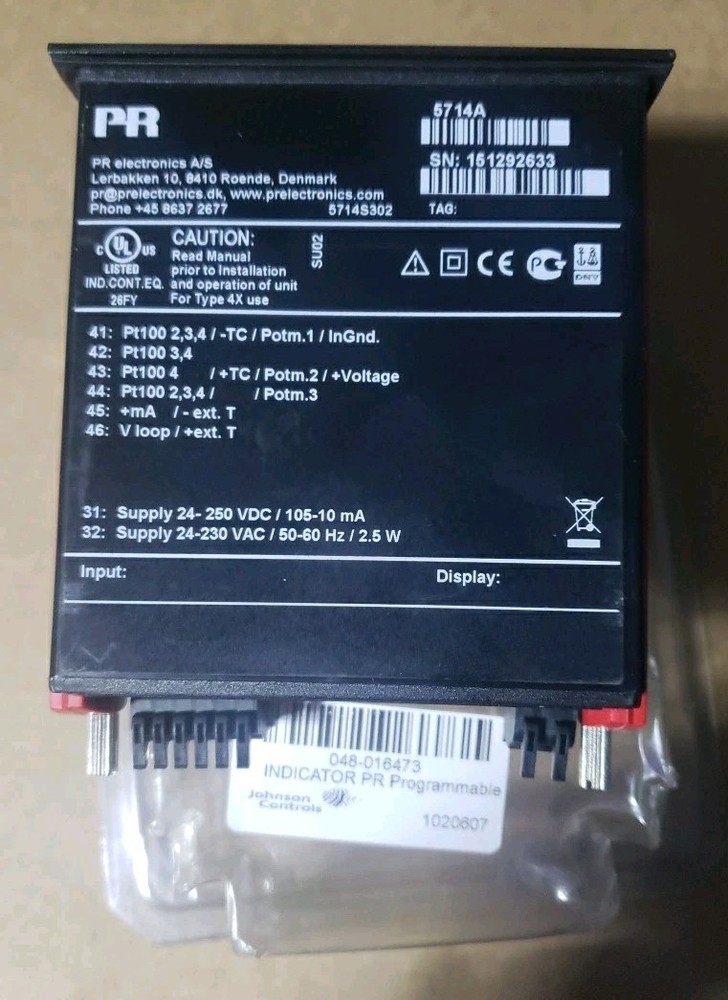 PR
5714A
SN: 151292633
PR electronics A/S
Lerbakken 10, 8410 Roende, Denmark
pr@prelectronics.dk, www.prelectronics.com
Phone +45 8637 2677 5714S302 TAG:
C UL US
LISTED
IND.CONT.EQ.
26FY
CAUTION:
Read Manual
prior to Installation
and operation of unit
For Type 4X use
SU02
CE
41: Pt100 2,3,4 / -TC / Potm.1 / InGnd.
42: Pt100 3,4
43: Pt100 4 / +TC / Potm.2 / +Voltage
44: Pt100 2,3,4 / / Potm.3
45: +mA / - ext. T
46: V loop / +ext. T
31: Supply 24- 250 VDC / 105-10 mA
32: Supply 24-230 VAC / 50-60 Hz / 2.5 W
Input: Display:
048-016473
INDICATOR PR Programmable
Johnson
Controls
1020607